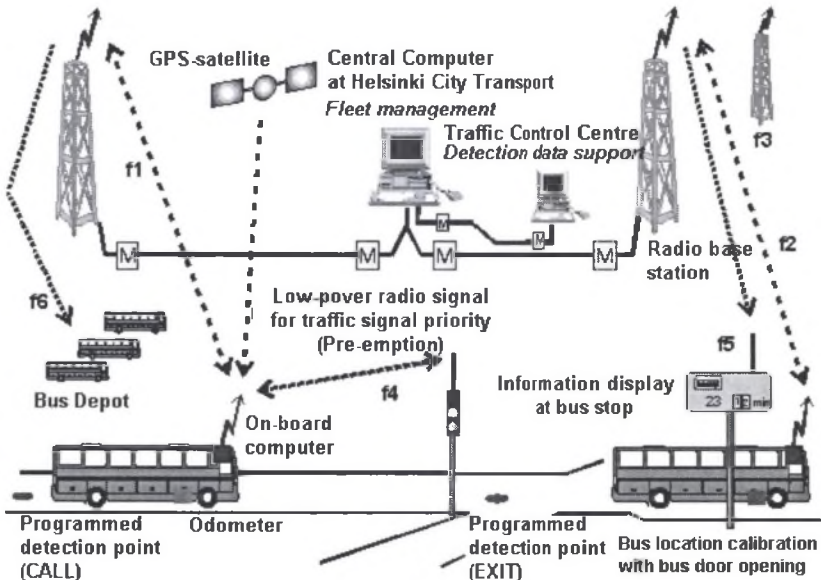 GPS-satellite
Central Computer
at Helsinki City Transport
Fleet management
Traffic Control Centre
Detection data support
f1
f3
M
M
M
M
M
M
Radio base
station
f2
f6
Low-pover radio signal
for traffic signal priority
(Pre-emption)
f5
Bus Depot
f4
Information display
at bus stop
23
min
On-board
computer
Programmed
detection point
(CALL)
Odometer
Programmed
detection point
(EXIT)
Bus location calibration
with bus door opening